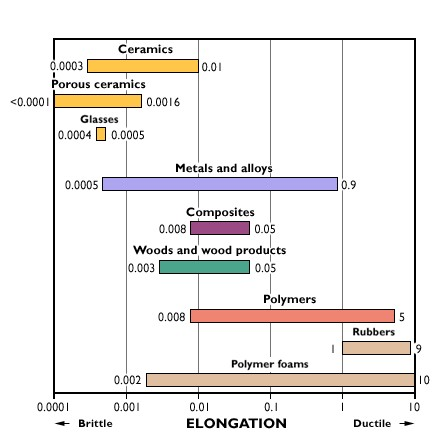 Ceramics
0.0003 0.01
Porous ceramics
<0.0001 0.0016
Glasses
0.0004 0.0005
Metals and alloys
0.0005 0.9
Composites
0.008 0.05
Woods and wood products
0.003 0.05
Polymers
0.008 5
Rubbers
1 9
Polymer foams
0.002 10
0.0001 0.001 0.01 0.1 1 10
Brittle ELONGATION Ductile